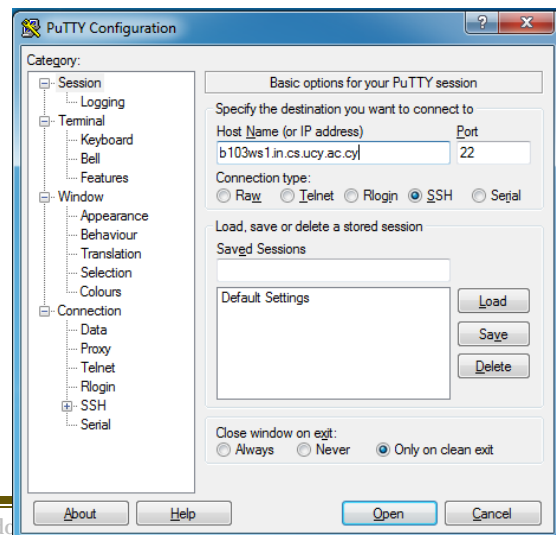 PuTTY Configuration
Category:
Session
Logging
Terminal
Keyboard
Bell
Features
Window
Appearance
Behaviour
Translation
Selection
Colours
Connection
Data
Proxy
Telnet
Rlogin
SSH
Serial
Basic options for your PuTTY session
Specify the destination you want to connect to
Host Name (or IP address) Port
b103ws1.in.cs.ucy.ac.cy 22
Connection type:
Raw Telnet Rlogin SSH Serial
Load, save or delete a stored session
Saved Sessions
Default Settings
Load
Save
Delete
Close window on exit:
Always Never Only on clean exit
About Help Open Cancel